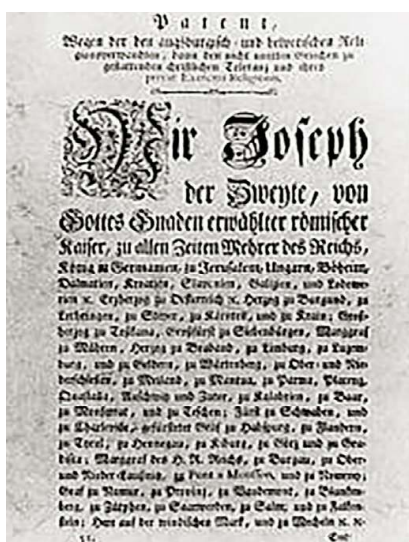 Patent,
Wegen der den augsburgisch- und helvetischen Reli
gionsverwandten, dann den nicht unirten Griechen zu
gestattenden christlichen Toleranz und ihres
privat Exercitii Religionis.
Wir Joseph
der Zweyte, von
Gottes Gnaden erwählter römischer
Kaiser, zu allen Zeiten Mehrer des Reichs,
König in Germanien, zu Jerusalem, Ungarn, Böheim,
Dalmatien, Kroatien, Slavonien, Galizien, und Lodome-
rien ꝛc. Erzherzog zu Oesterreich ꝛc. Herzog zu Burgund, zu
Lothringen, zu Steyer, zu Kärnten, und zu Krain; Groß-
herzog zu Toskana, Großfürst zu Siebenbürgen, Marggraf
zu Mähren, Herzog zu Braband, zu Limburg, zu Luxem-
burg, und zu Geldern, zu Würtemberg, zu Ober- und Nie-
derschlesien, zu Meiland, zu Mantua, zu Parma, Placenz,
Quastalla, Auschwitz und Zator, zu Kalabrien, zu Baar,
zu Montferat, und zu Teschen; Fürst zu Schwaben, und
zu Charleville, gefürsteter Graf zu Habsburg, zu Flandern,
zu Tyrol, zu Hennegau, zu Kiburg, zu Görz und zu Gra-
diska; Marggraf des H. R. Reichs, zu Burgau, zu Ober-
und Nieder-Laußnitz, zu Pont a Mousson, und zu Nomeny;
Graf zu Namur, zu Provinz, zu Vaudemont, zu Blanken-
berg, zu Zütphen, zu Saarwerden, zu Salm, und zu Falken-
stein; Herr auf der windischen Mark, und zu Mecheln ꝛc. ꝛc.